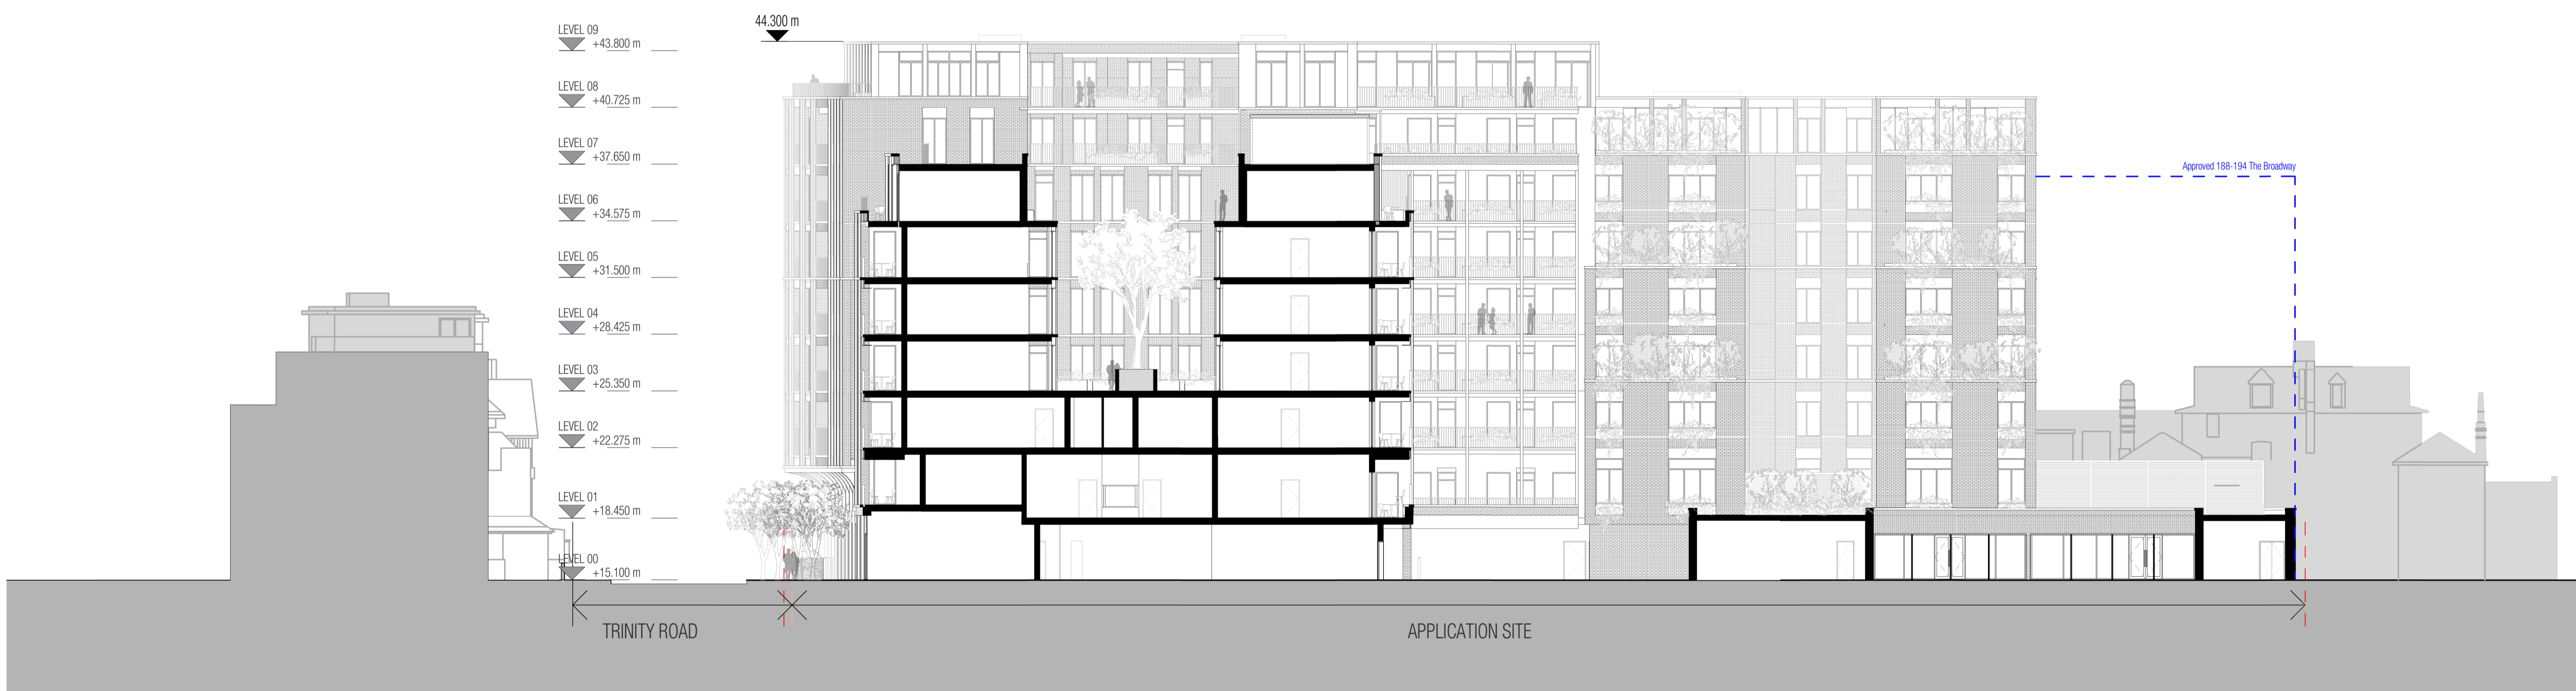 44.300 m
LEVEL 09
+43.800 m
LEVEL 08
+40.725 m
LEVEL 07
+37.650 m
Approved 188-194 The Broadway
LEVEL 06
+34.575 m
LEVEL 05
+31.500 m
LEVEL 04
+28.425 m
LEVEL 03
+25.350 m
LEVEL 02
+22.275 m
LEVEL 01
+18.450 m
LEVEL 00
+15.100 m
TRINITY ROAD
APPLICATION SITE